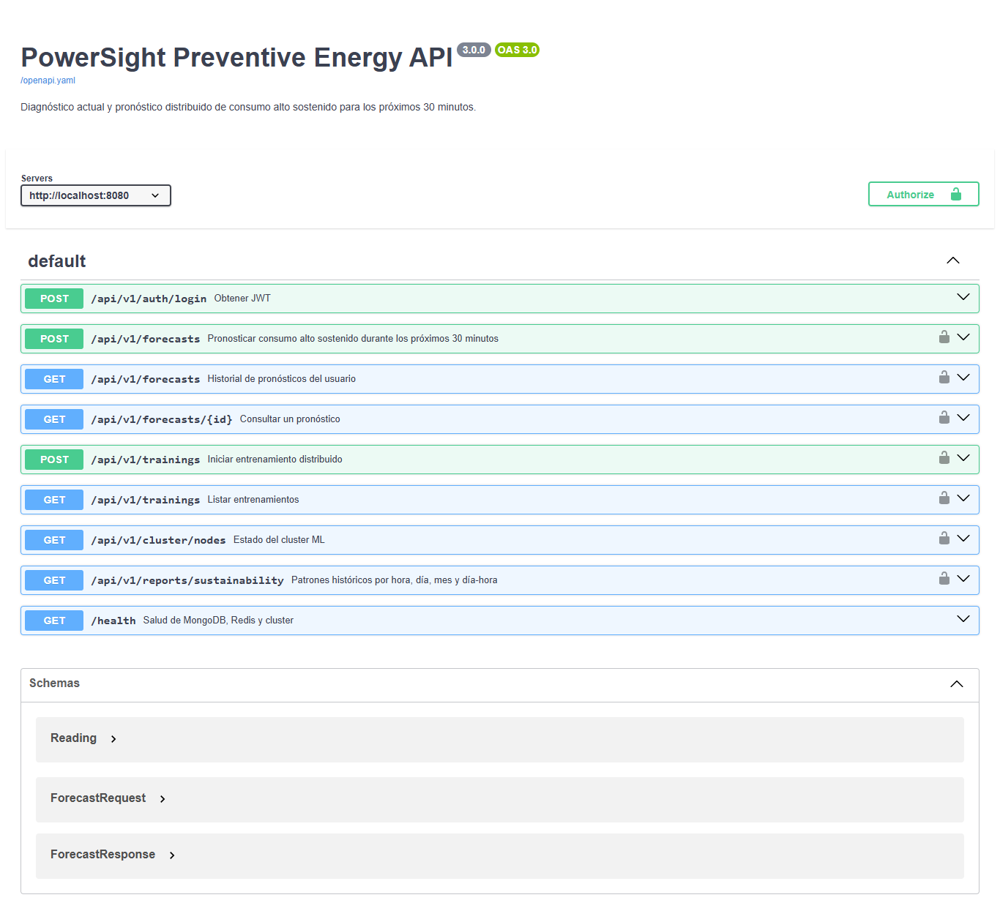 PowerSight Preventive Energy API 3.0.0 OAS 3.0
/openapi.yaml
Diagnóstico actual y pronóstico distribuido de consumo alto sostenido para los próximos 30 minutos.
Servers
http://localhost:8080
Authorize
default
POST /api/v1/auth/login Obtener JWT
POST /api/v1/forecasts Pronosticar consumo alto sostenido durante los próximos 30 minutos
GET /api/v1/forecasts Historial de pronósticos del usuario
GET /api/v1/forecasts/{id} Consultar un pronóstico
POST /api/v1/trainings Iniciar entrenamiento distribuido
GET /api/v1/trainings Listar entrenamientos
GET /api/v1/cluster/nodes Estado del cluster ML
GET /api/v1/reports/sustainability Patrones históricos por hora, día, mes y día-hora
GET /health Salud de MongoDB, Redis y cluster
Schemas
Reading
ForecastRequest
ForecastResponse